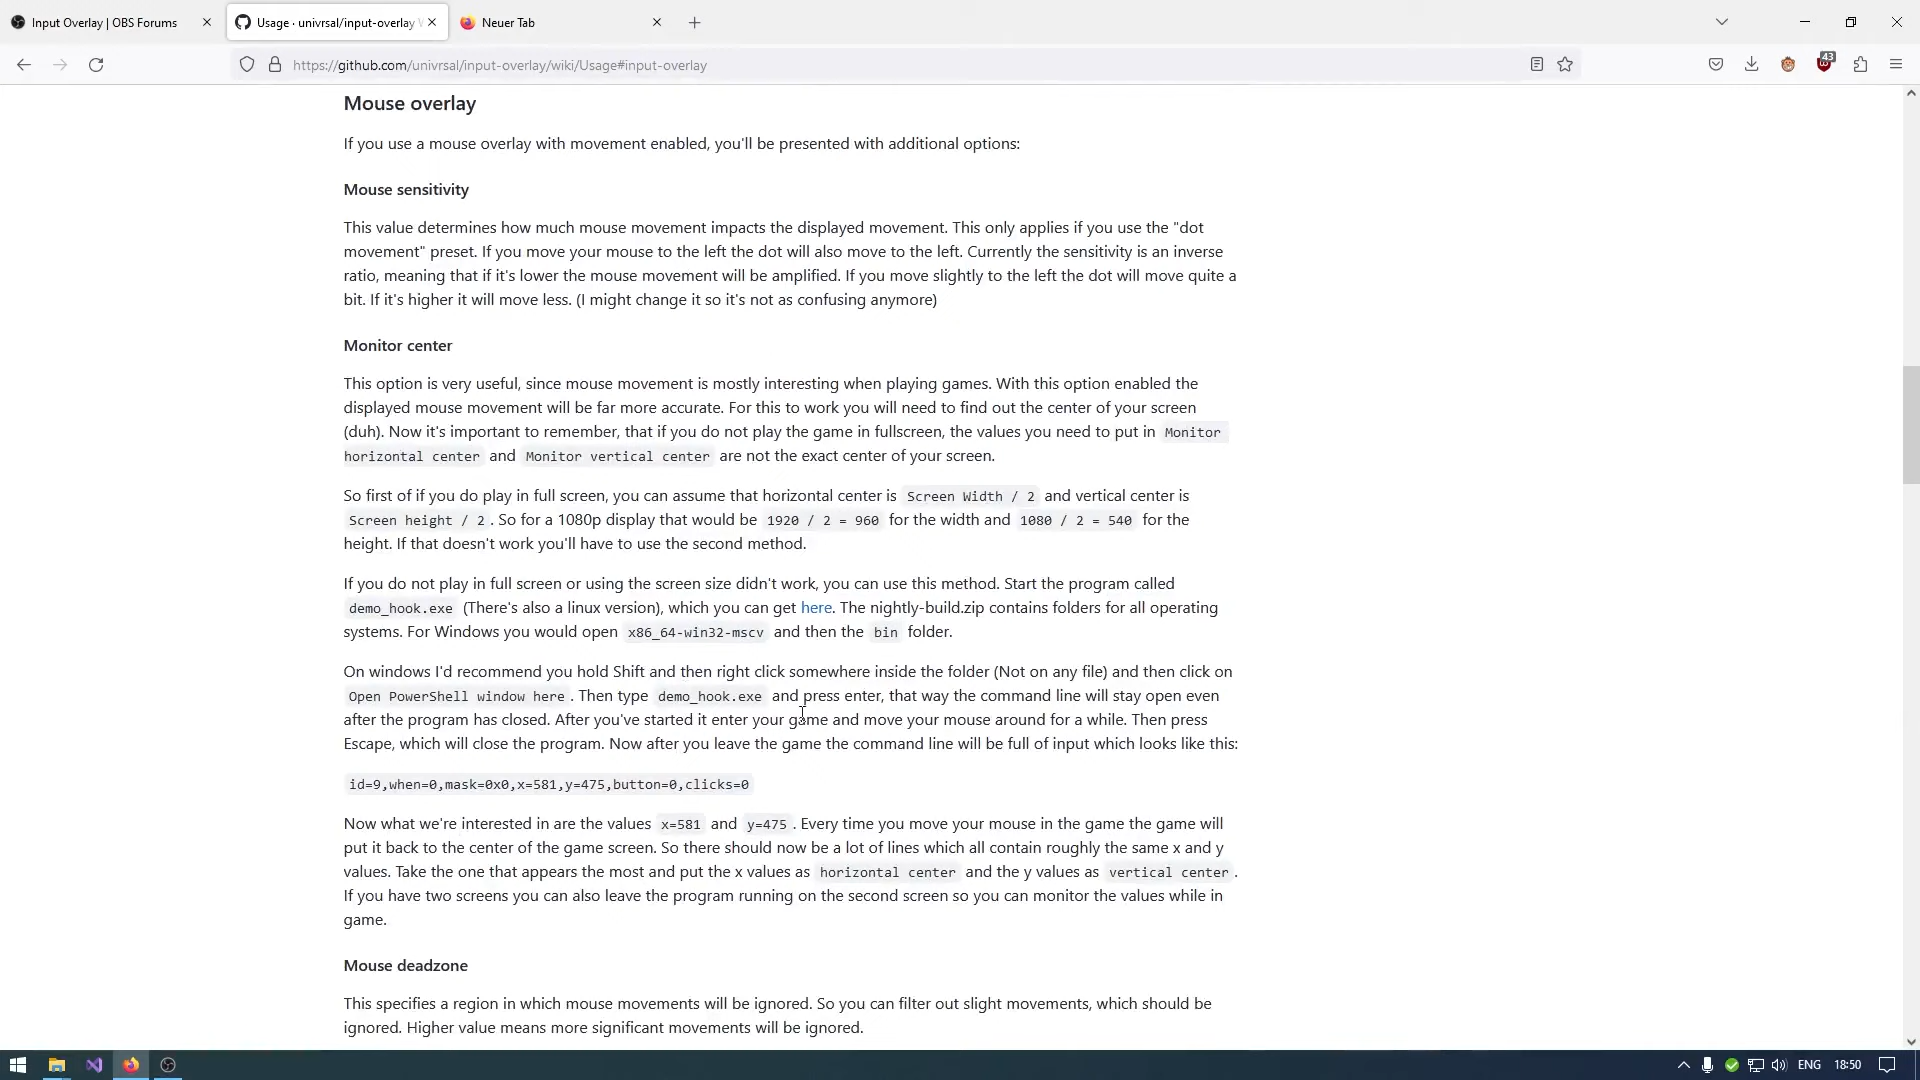 Input Overlay | OBS Forums
Usage · univrsal/input-overlay W
Neuer Tab
https://github.com/univrsal/input-overlay/wiki/Usage#input-overlay
43
Mouse overlay
If you use a mouse overlay with movement enabled, you'll be presented with additional options:
Mouse sensitivity
This value determines how much mouse movement impacts the displayed movement. This only applies if you use the "dot
movement" preset. If you move your mouse to the left the dot will also move to the left. Currently the sensitivity is an inverse
ratio, meaning that if it's lower the mouse movement will be amplified. If you move slightly to the left the dot will move quite a
bit. If it's higher it will move less. (I might change it so it's not as confusing anymore)
Monitor center
This option is very useful, since mouse movement is mostly interesting when playing games. With this option enabled the
displayed mouse movement will be far more accurate. For this to work you will need to find out the center of your screen
(duh). Now it's important to remember, that if you do not play the game in fullscreen, the values you need to put in Monitor
horizontal center and Monitor vertical center are not the exact center of your screen.
So first of if you do play in full screen, you can assume that horizontal center is Screen Width / 2 and vertical center is
Screen height / 2 . So for a 1080p display that would be 1920 / 2 = 960 for the width and 1080 / 2 = 540 for the
height. If that doesn't work you'll have to use the second method.
If you do not play in full screen or using the screen size didn't work, you can use this method. Start the program called
demo_hook.exe (There's also a linux version), which you can get here. The nightly-build.zip contains folders for all operating
systems. For Windows you would open x86_64-win32-mscv and then the bin folder.
On windows I'd recommend you hold Shift and then right click somewhere inside the folder (Not on any file) and then click on
Open PowerShell window here . Then type demo_hook.exe and press enter, that way the command line will stay open even
after the program has closed. After you've started it enter your game and move your mouse around for a while. Then press
Escape, which will close the program. Now after you leave the game the command line will be full of input which looks like this:
id=9,when=0,mask=0x0,x=581,y=475,button=0,clicks=0
Now what we're interested in are the values x=581 and y=475 . Every time you move your mouse in the game the game will
put it back to the center of the game screen. So there should now be a lot of lines which all contain roughly the same x and y
values. Take the one that appears the most and put the x values as horizontal center and the y values as vertical center .
If you have two screens you can also leave the program running on the second screen so you can monitor the values while in
game.
Mouse deadzone
This specifies a region in which mouse movements will be ignored. So you can filter out slight movements, which should be
ignored. Higher value means more significant movements will be ignored.
ENG
18:50